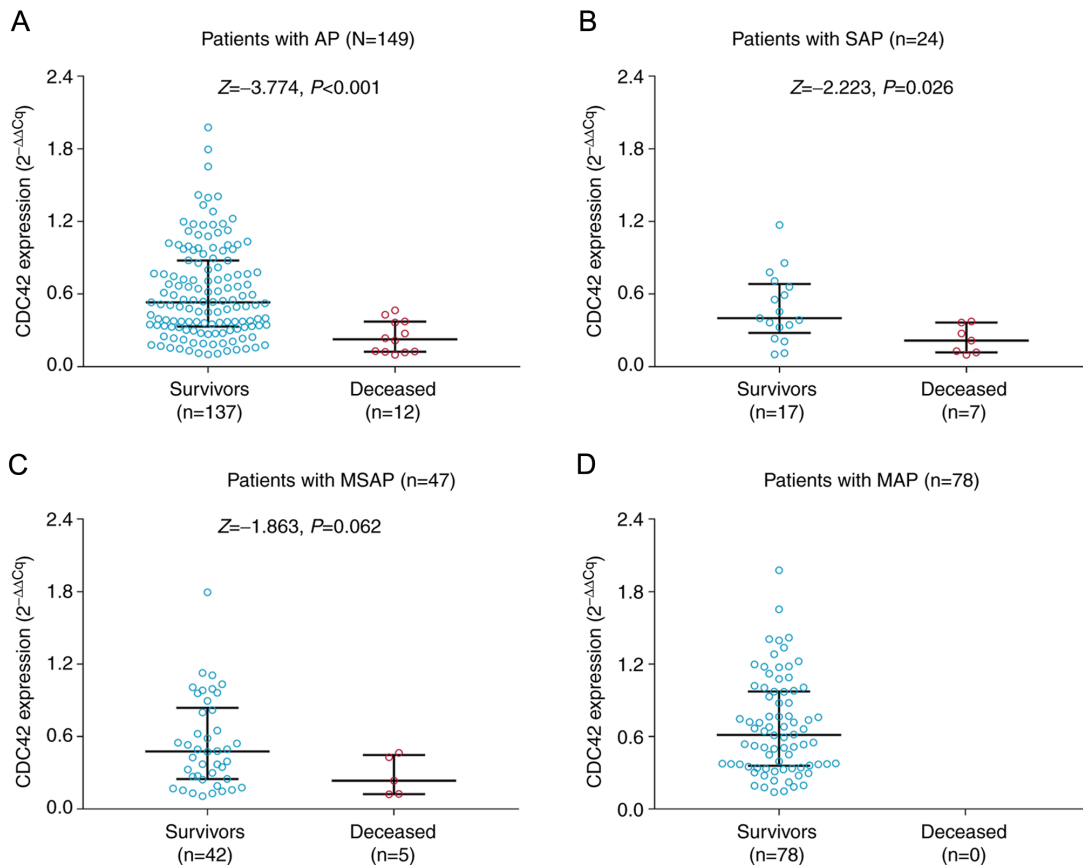 A
Patients with AP (N=149)
Z=−3.774, P<0.001
CDC42 expression (2−ΔΔCq)
2.4
1.8
1.2
0.6
0.0
Survivors
(n=137)
Deceased
(n=12)
B
Patients with SAP (n=24)
Z=−2.223, P=0.026
CDC42 expression (2−ΔΔCq)
2.4
1.8
1.2
0.6
0.0
Survivors
(n=17)
Deceased
(n=7)
C
Patients with MSAP (n=47)
Z=−1.863, P=0.062
CDC42 expression (2−ΔΔCq)
2.4
1.8
1.2
0.6
0.0
Survivors
(n=42)
Deceased
(n=5)
D
Patients with MAP (n=78)
CDC42 expression (2−ΔΔCq)
2.4
1.8
1.2
0.6
0.0
Survivors
(n=78)
Deceased
(n=0)